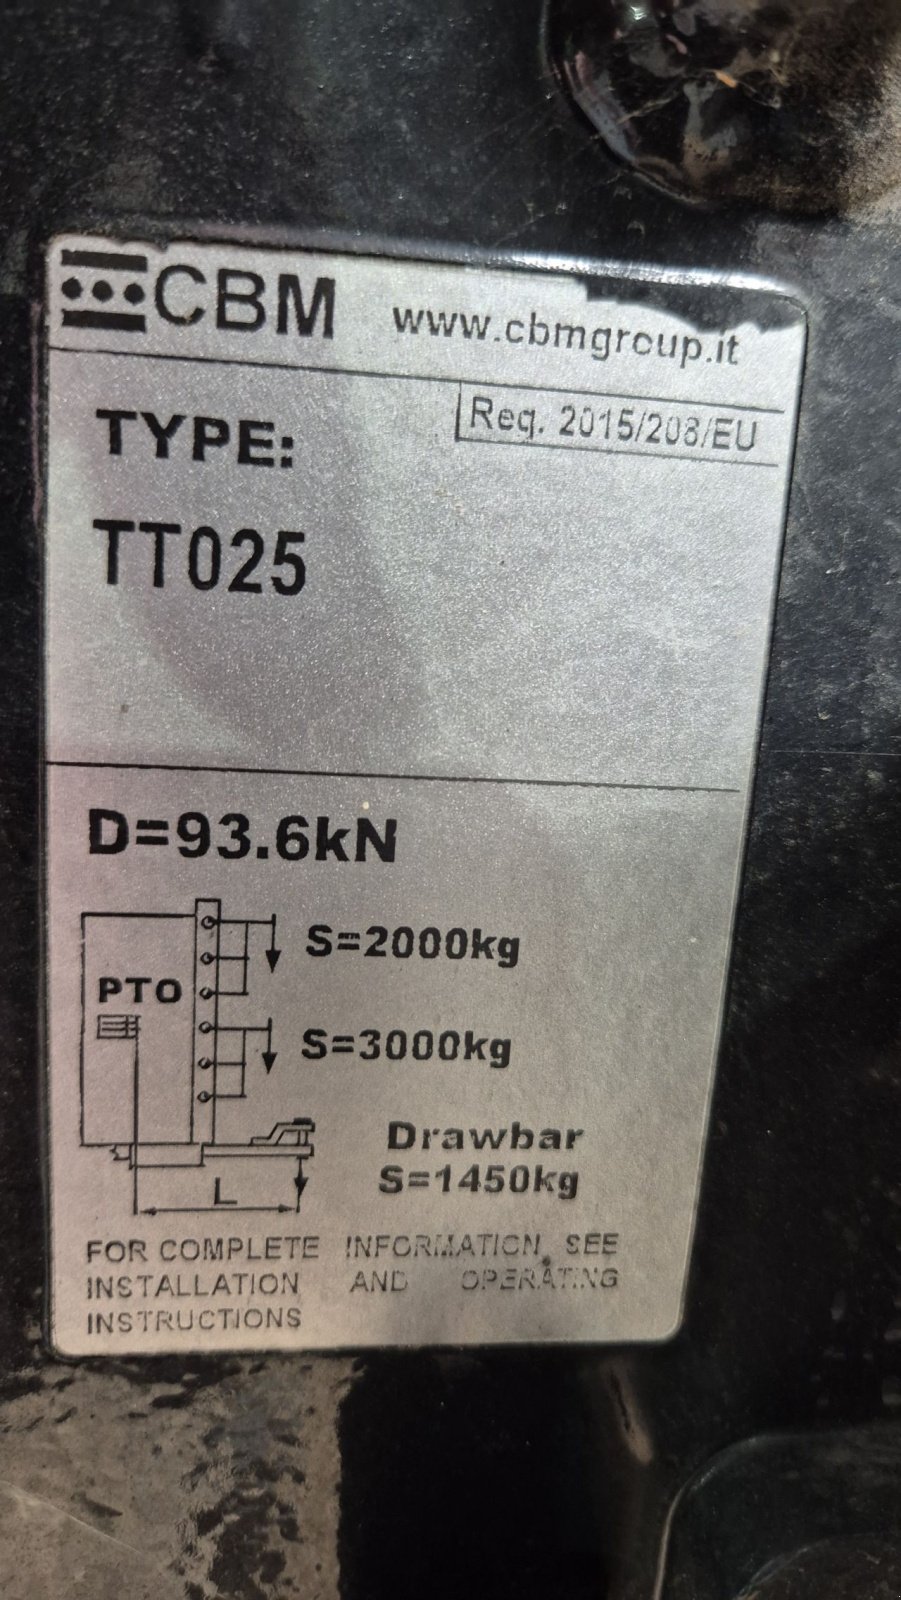 CBM www.cbmgroup.it
Reg. 2015/208/EU
TYPE:
TT025
D=93.6kN
S=2000kg
PTO
S=3000kg
Drawbar
S=1450kg
L
FOR COMPLETE INFORMATION, SEE
INSTALLATION AND OPERATING
INSTRUCTIONS